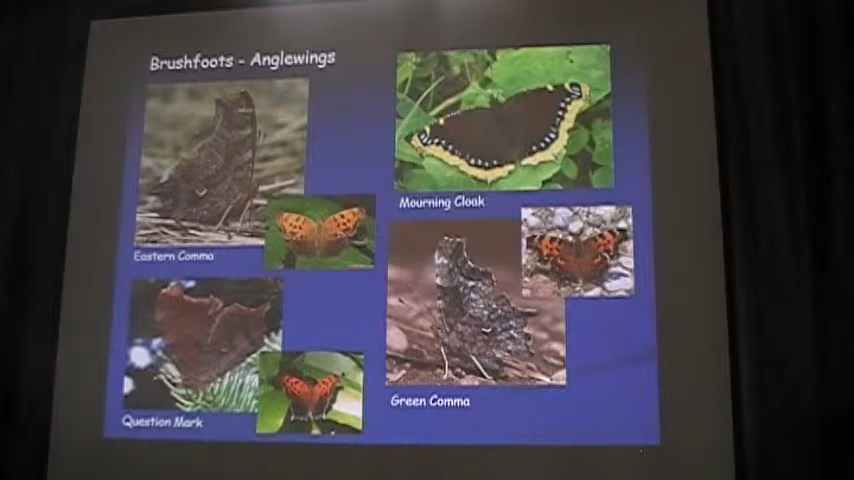 Brushfoots - Anglewings
Mourning Cloak
Eastern Comma
Green Comma
Question Mark